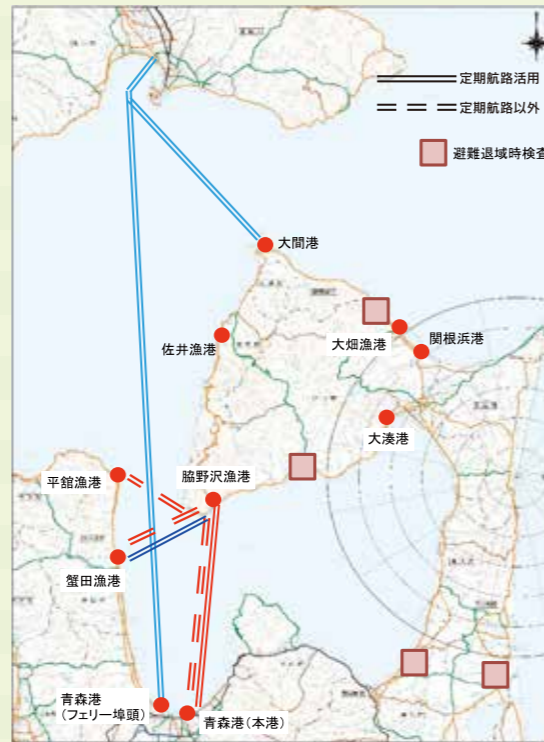 定期航路活用
定期航路以外
避難退域時検査
大間港
佐井漁港
大畑漁港
関根浜港
大湊港
平舘漁港
脇野沢漁港
蟹田漁港
青森港
(フェリー埠頭)
青森港(本港)